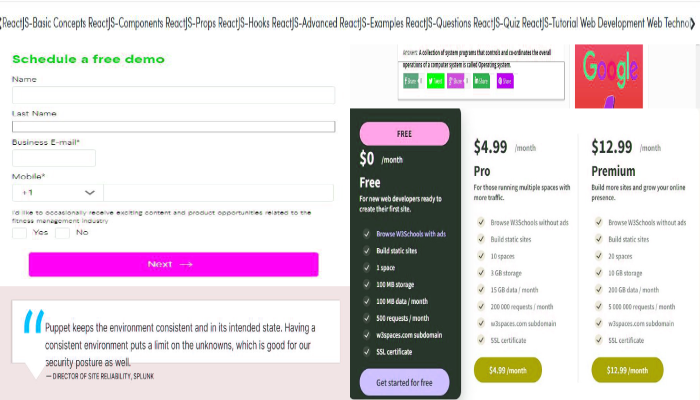 ReactJS-Basic Concepts ReactJS-Components ReactJS-Props ReactJS-Hooks ReactJS-Advanced ReactJS-Examples ReactJS-Questions ReactJS-Quiz ReactJS-Tutorial Web Development Web Techno
Schedule a free demo
Name
Last Name
Business E-mail*
Mobile*
+1
I'd like to occasionally receive exciting content and product opportunities related to the
fitness management industry
Yes No
Next →
Puppet keeps the environment consistent and in its intended state. Having a
consistent environment puts a limit on the unknowns, which is good for our
security posture as well.
— DIRECTOR OF SITE RELIABILITY, SPLUNK
Answer: A collection of system programs that controls and co-ordinates the overall
operations of a computer system is called Operating system.
Share Share Share Share
Google
FREE
$0 /month
Free
For new web developers ready to
create their first site.
Browse W3Schools with ads
Build static sites
1 space
100 MB storage
100 MB data / month
500 requests / month
w3spaces.com subdomain
SSL certificate
Get started for free
$4.99 /month
Pro
For those running multiple spaces with
more traffic.
Browse W3Schools without ads
Build static sites
10 spaces
3 GB storage
15 GB data / month
200 000 requests / month
w3spaces.com subdomain
SSL certificate
$4.99 /month
$12.99 /month
Premium
Build more sites and grow your online
presence.
Browse W3Schools without ads
Build static sites
20 spaces
10 GB storage
200 GB data / month
5 000 000 requests / month
w3spaces.com subdomain
SSL certificate
$12.99 /month